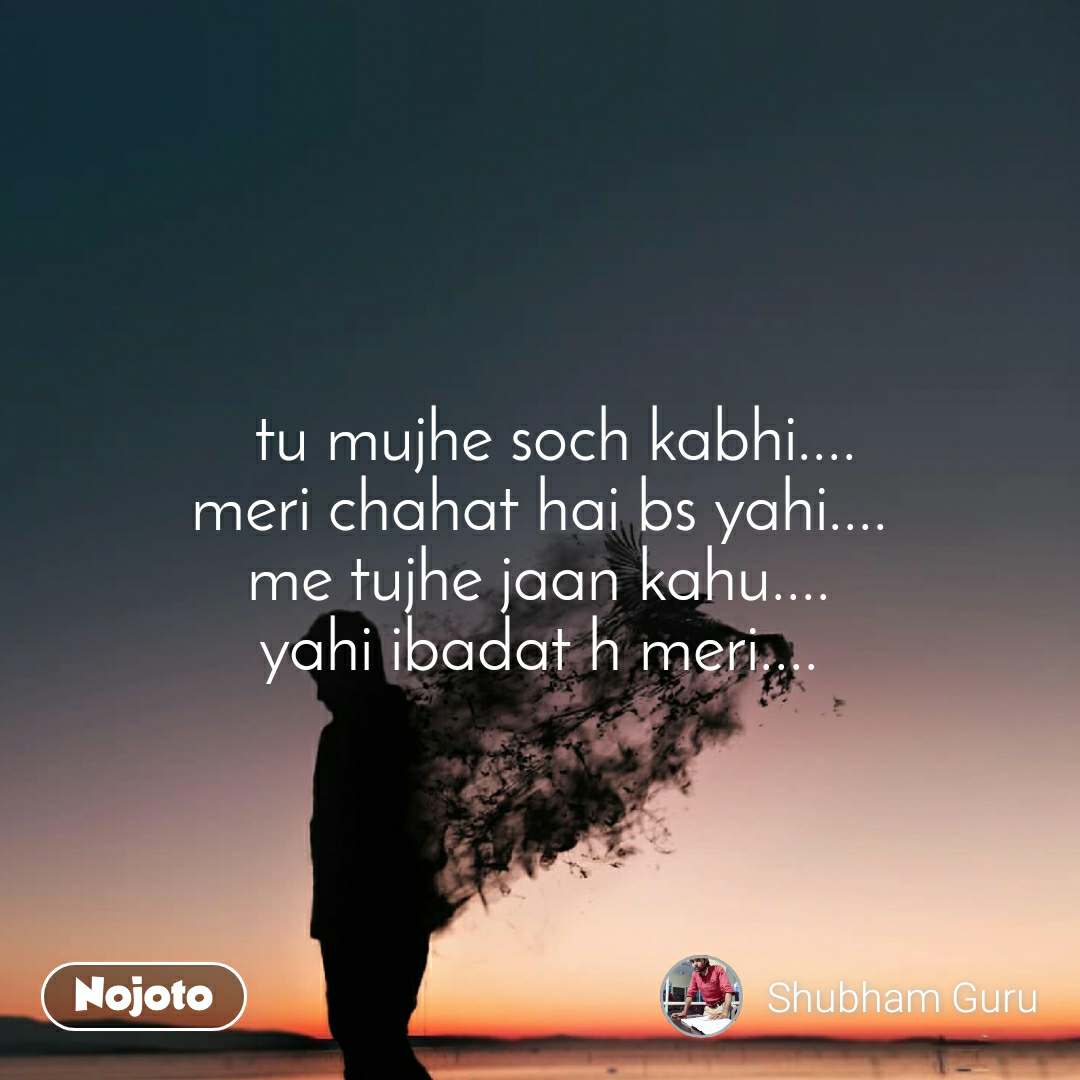 tu mujhe soch kabhi....
meri chahat hai bs yahi....
me tujhe jaan kahu....
yahi ibadat h meri....
Nojoto
Shubham Guru